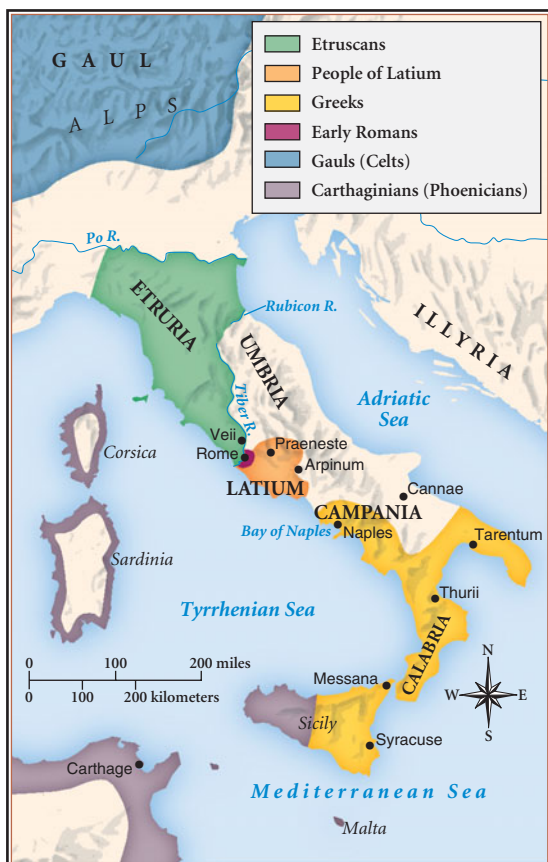 GAUL
ALPS
Etruscans
People of Latium
Greeks
Early Romans
Gauls (Celts)
Carthaginians (Phoenicians)
Po R.
ETRURIA
Rubicon R.
UMBRIA
ILLYRIA
Adriatic
Sea
Tiber R.
Corsica
Veii
Rome
Praeneste
Arpinum
LATIUM
Cannae
CAMPANIA
Bay of Naples
Naples
Tarentum
Sardinia
Thurii
Tyrrhenian Sea
CALABRIA
0 100 200 miles
0 100 200 kilometers
N
W E
S
Messana
Sicily
Syracuse
Carthage
Mediterranean Sea
Malta